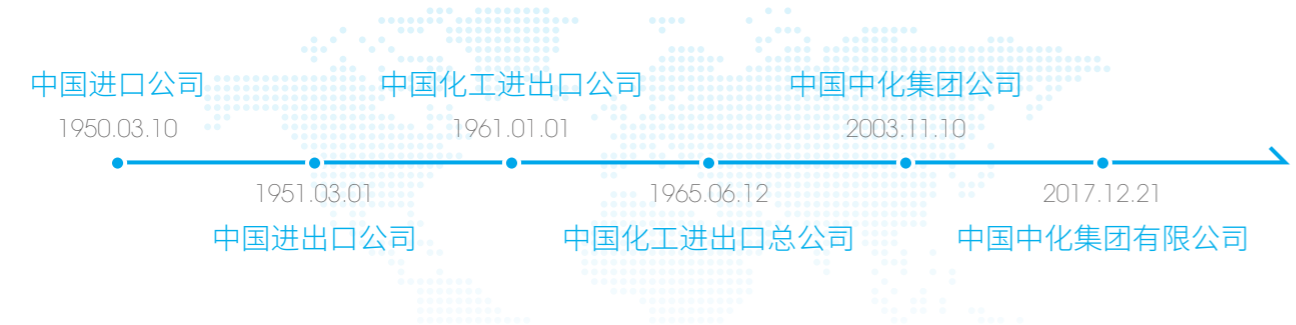 中国进口公司
1950.03.10
1951.03.01
中国进出口公司
中国化工进出口公司
1961.01.01
1965.06.12
中国化工进出口总公司
中国中化集团公司
2003.11.10
2017.12.21
中国中化集团有限公司